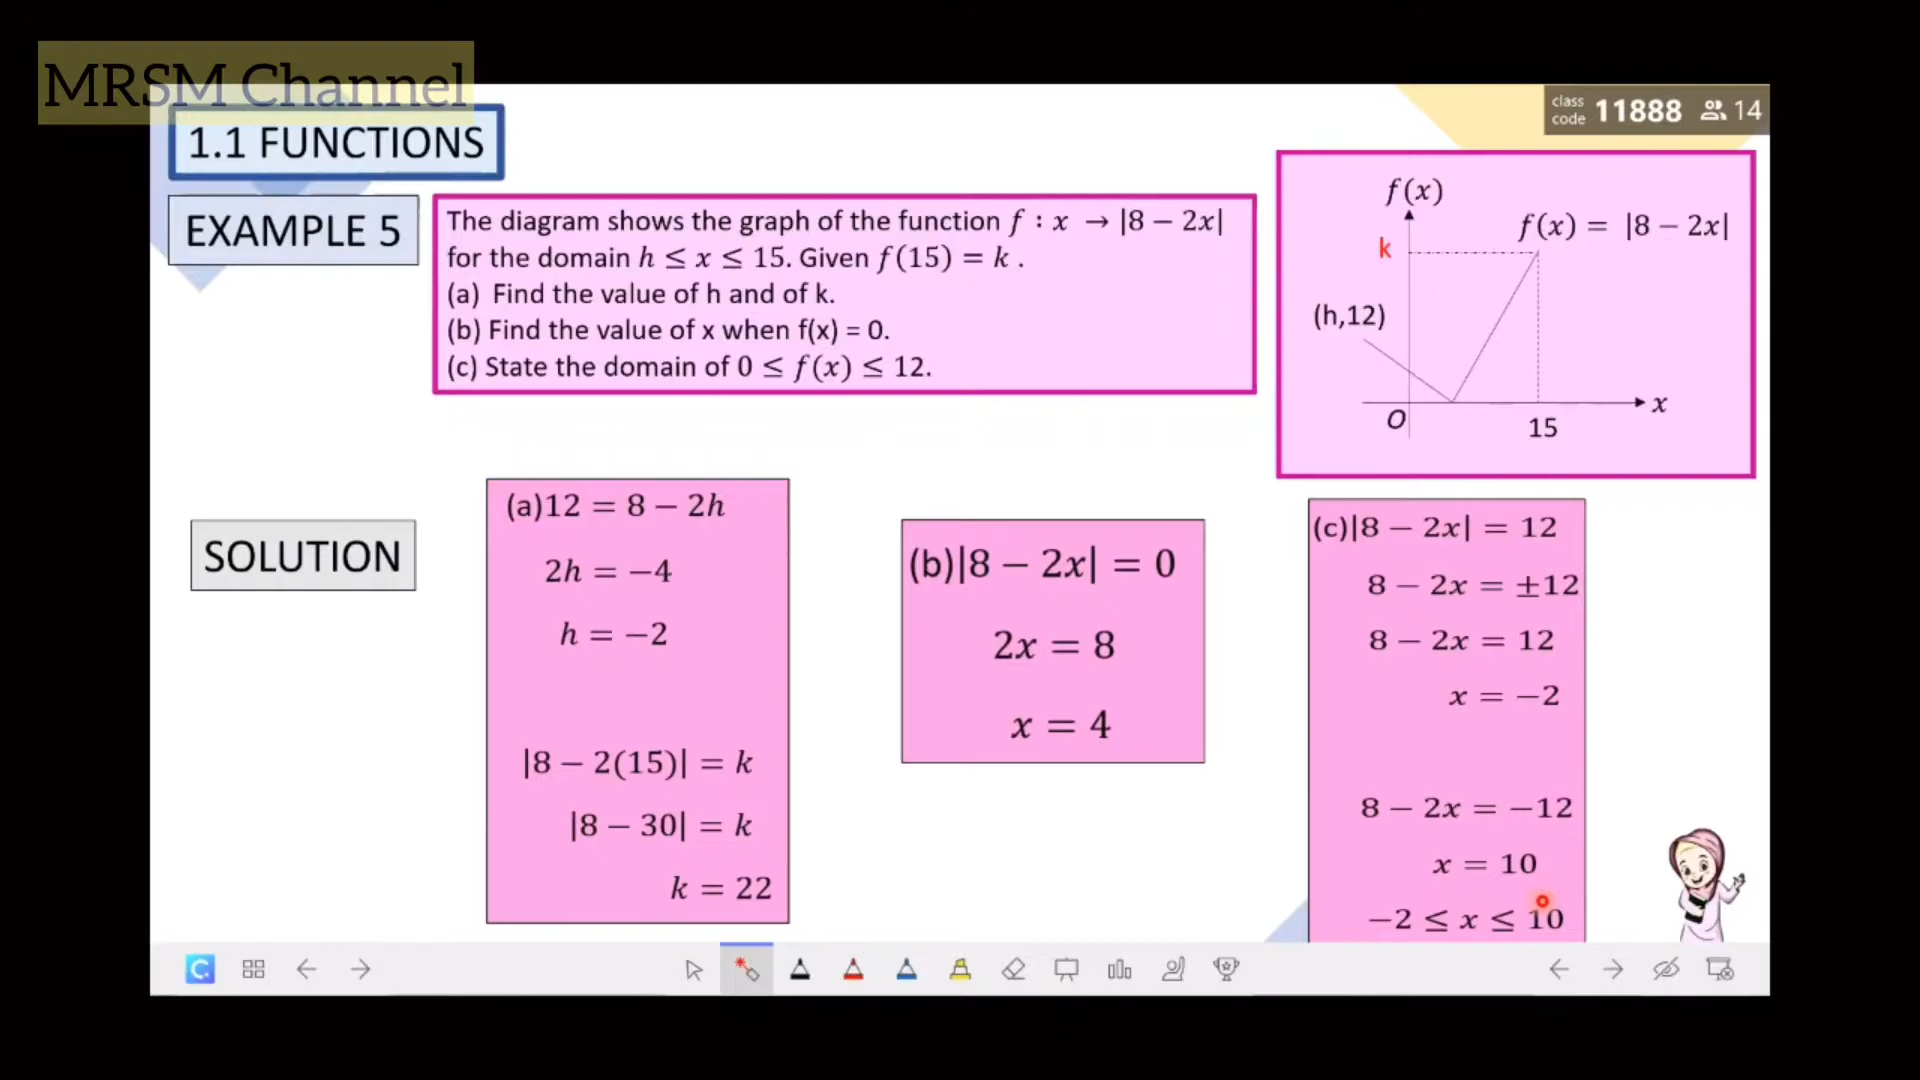 MRSM Channel
class code 11888 14
1.1 FUNCTIONS
EXAMPLE 5
The diagram shows the graph of the function f : x → |8 − 2x|
for the domain h ≤ x ≤ 15. Given f(15) = k .
(a) Find the value of h and of k.
(b) Find the value of x when f(x) = 0.
(c) State the domain of 0 ≤ f(x) ≤ 12.
f(x)
f(x) = |8 − 2x|
k
(h,12)
x
O
15
SOLUTION
(a)12 = 8 − 2h
2h = −4
h = −2
|8 − 2(15)| = k
|8 − 30| = k
k = 22
(b)|8 − 2x| = 0
2x = 8
x = 4
(c)|8 − 2x| = 12
8 − 2x = ±12
8 − 2x = 12
x = −2
8 − 2x = −12
x = 10
−2 ≤ x ≤ 10